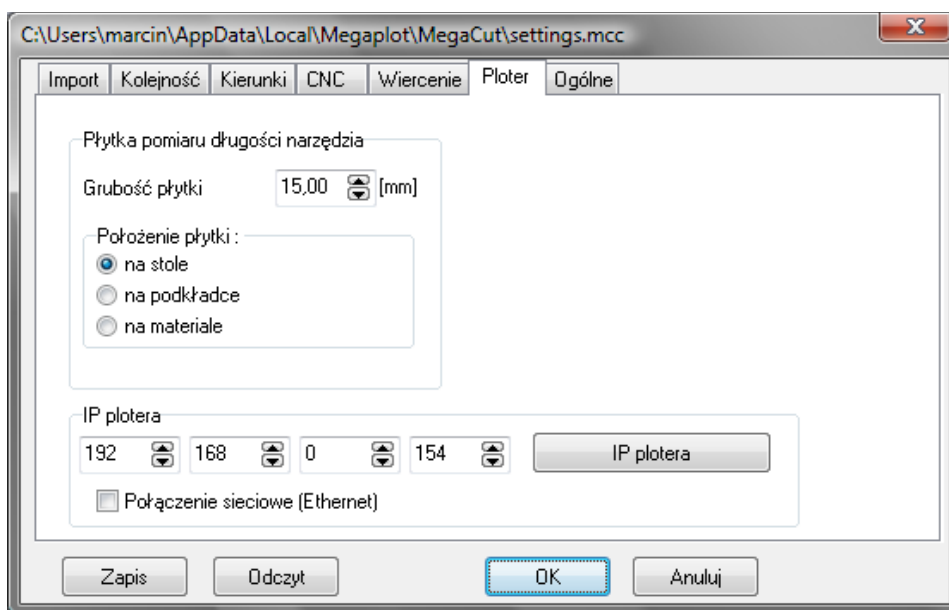 C:\Users\marcin\AppData\Local\Megaplot\MegaCut\settings.mcc
Import Kolejność Kierunki CNC Wiercenie Ploter Ogólne
Płytka pomiaru długości narzędzia
Grubość płytki 15,00 [mm]
Położenie płytki :
na stole
na podkładce
na materiale
IP plotera
192 168 0 154 IP plotera
Połączenie sieciowe (Ethernet)
Zapis Odczyt OK Anuluj